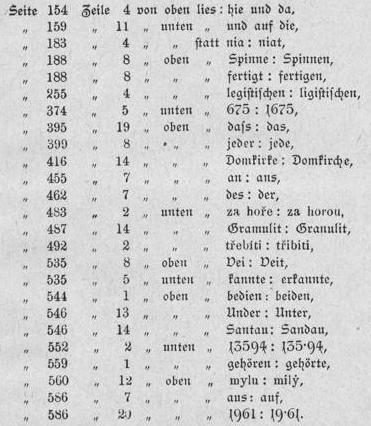 Seite 154 Zeile 4 von oben lies: hie und da,
„ 159 „ 11 „ unten „ und auf die,
„ 183 „ 4 „ „ statt nia: niat,
„ 188 „ 8 „ oben „ Spinne: Spinnen,
„ 188 „ 8 „ „ „ fertigt: fertigen,
„ 255 „ 4 „ „ „ legistischen: ligistischen,
„ 374 „ 5 „ unten „ 675: 1675,
„ 395 „ 19 „ oben „ dass: das,
„ 399 „ 8 „ „ „ jeder: jede,
„ 416 „ 14 „ „ „ Domkirke: Domkirche,
„ 455 „ 7 „ „ „ an: ans,
„ 462 „ 7 „ „ „ des: der,
„ 483 „ 2 „ unten „ za hoře: za horou,
„ 487 „ 14 „ „ „ Gramulit: Granulit,
„ 492 „ 2 „ „ „ třebiti: tříbiti,
„ 535 „ 8 „ oben „ Vei: Veit,
„ 535 „ 5 „ unten „ kannte: erkannte,
„ 544 „ 1 „ oben „ bedien: beiden,
„ 546 „ 13 „ „ „ Under: Unter,
„ 546 „ 14 „ „ „ Santau: Sandau,
„ 552 „ 2 „ unten „ 13594: 135·94,
„ 559 „ 1 „ „ „ gehören: gehörte,
„ 560 „ 12 „ oben „ mylu: milý,
„ 586 „ 7 „ „ „ aus: auf,
„ 586 „ 20 „ „ „ 1961: 19·61.